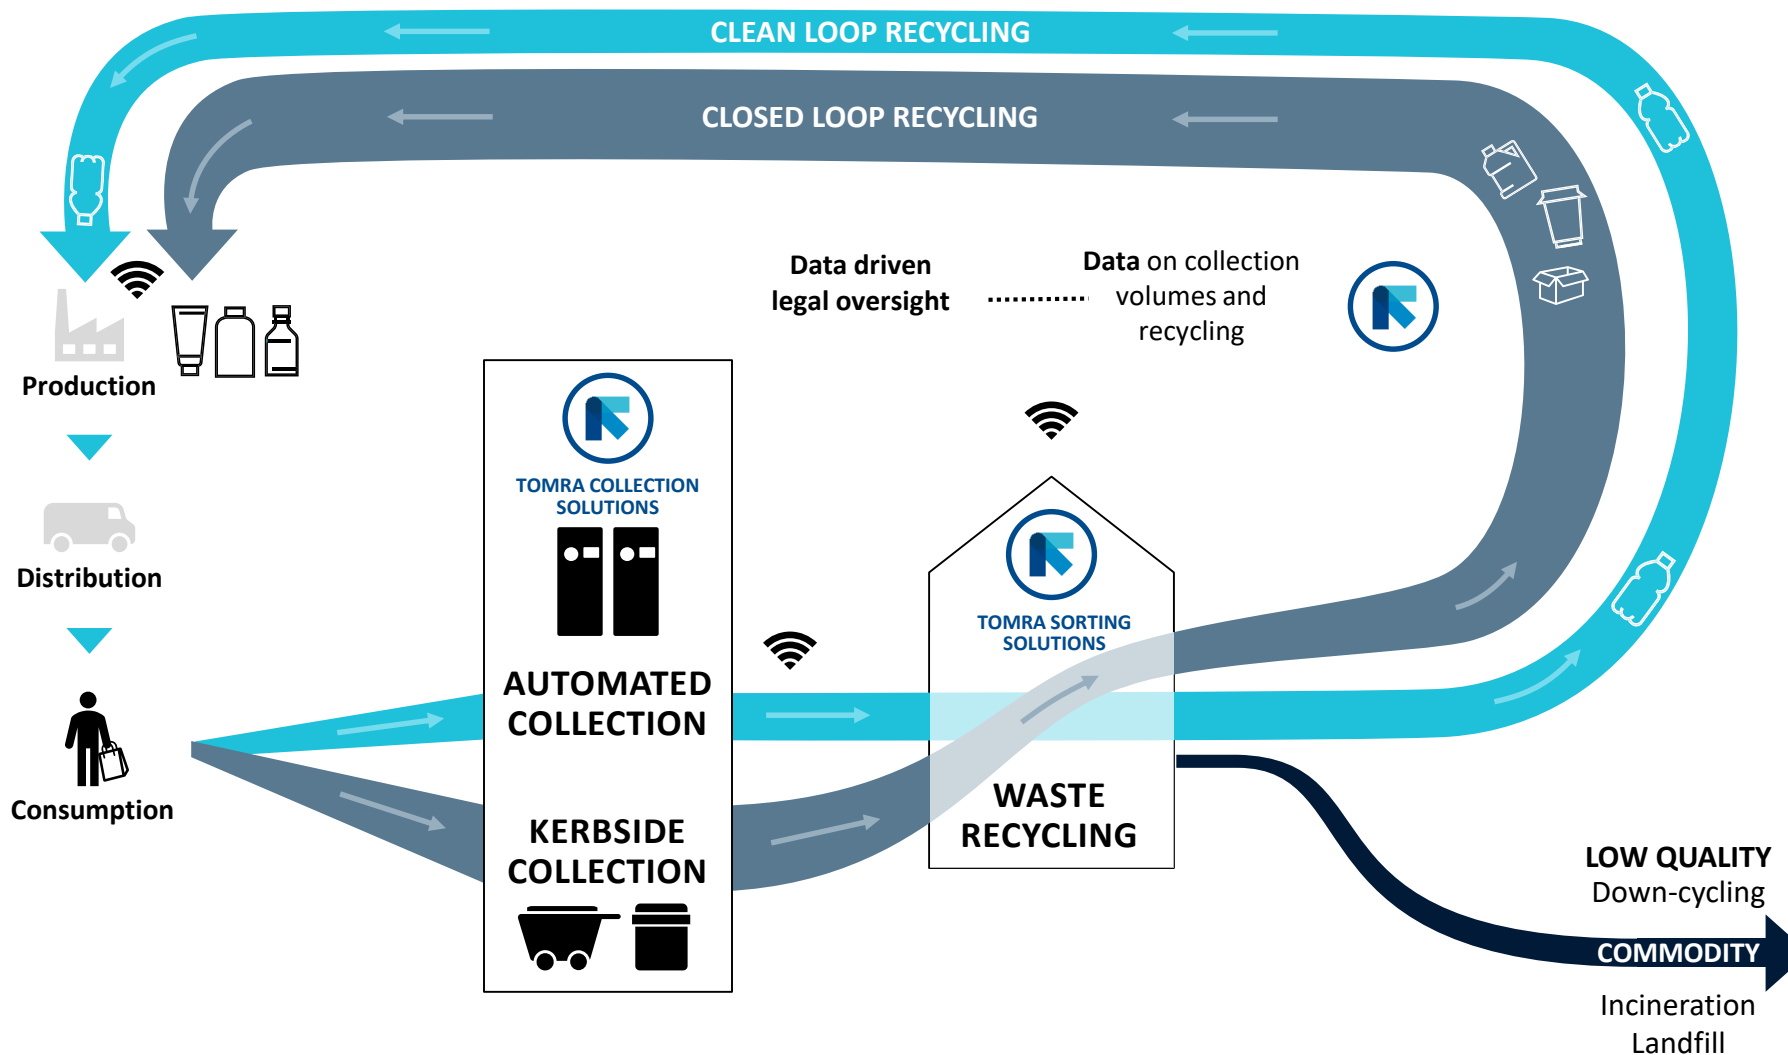 CLEAN LOOP RECYCLING
CLOSED LOOP RECYCLING
Data driven
legal oversight
Data on collection
volumes and
recycling
Production
Distribution
Consumption
TOMRA COLLECTION
SOLUTIONS
AUTOMATED
COLLECTION
KERBSIDE
COLLECTION
TOMRA SORTING
SOLUTIONS
WASTE
RECYCLING
LOW QUALITY
Down-cycling
COMMODITY
Incineration
Landfill